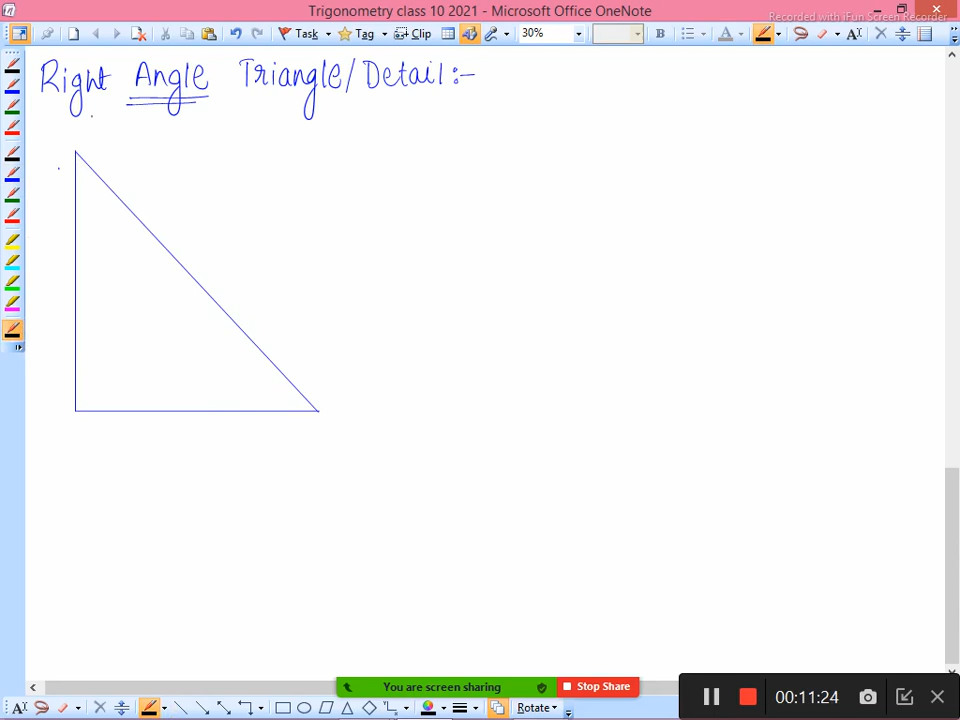 Trigonometry class 10 2021 - Microsoft Office OneNote
Recorded with iFun Screen Recorder
Task Tag Clip 30% B A A
Right Angle Triangle/Detail:-
You are screen sharing Stop Share
00:11:24
A Rotate